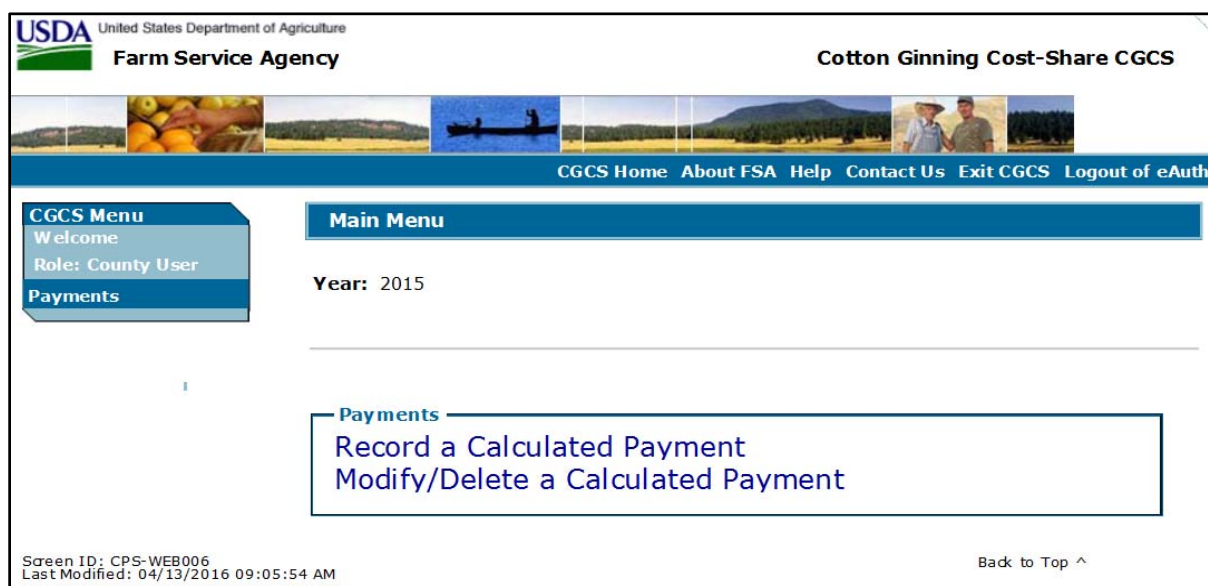 USDA United States Department of Agriculture
Farm Service Agency
Cotton Ginning Cost-Share CGCS
CGCS Home About FSA Help Contact Us Exit CGCS Logout of eAuth
CGCS Menu
Welcome
Role: County User
Payments
Main Menu
Year: 2015
Payments
Record a Calculated Payment
Modify/Delete a Calculated Payment
Screen ID: CPS-WEB006
Last Modified: 04/13/2016 09:05:54 AM
Back to Top ^